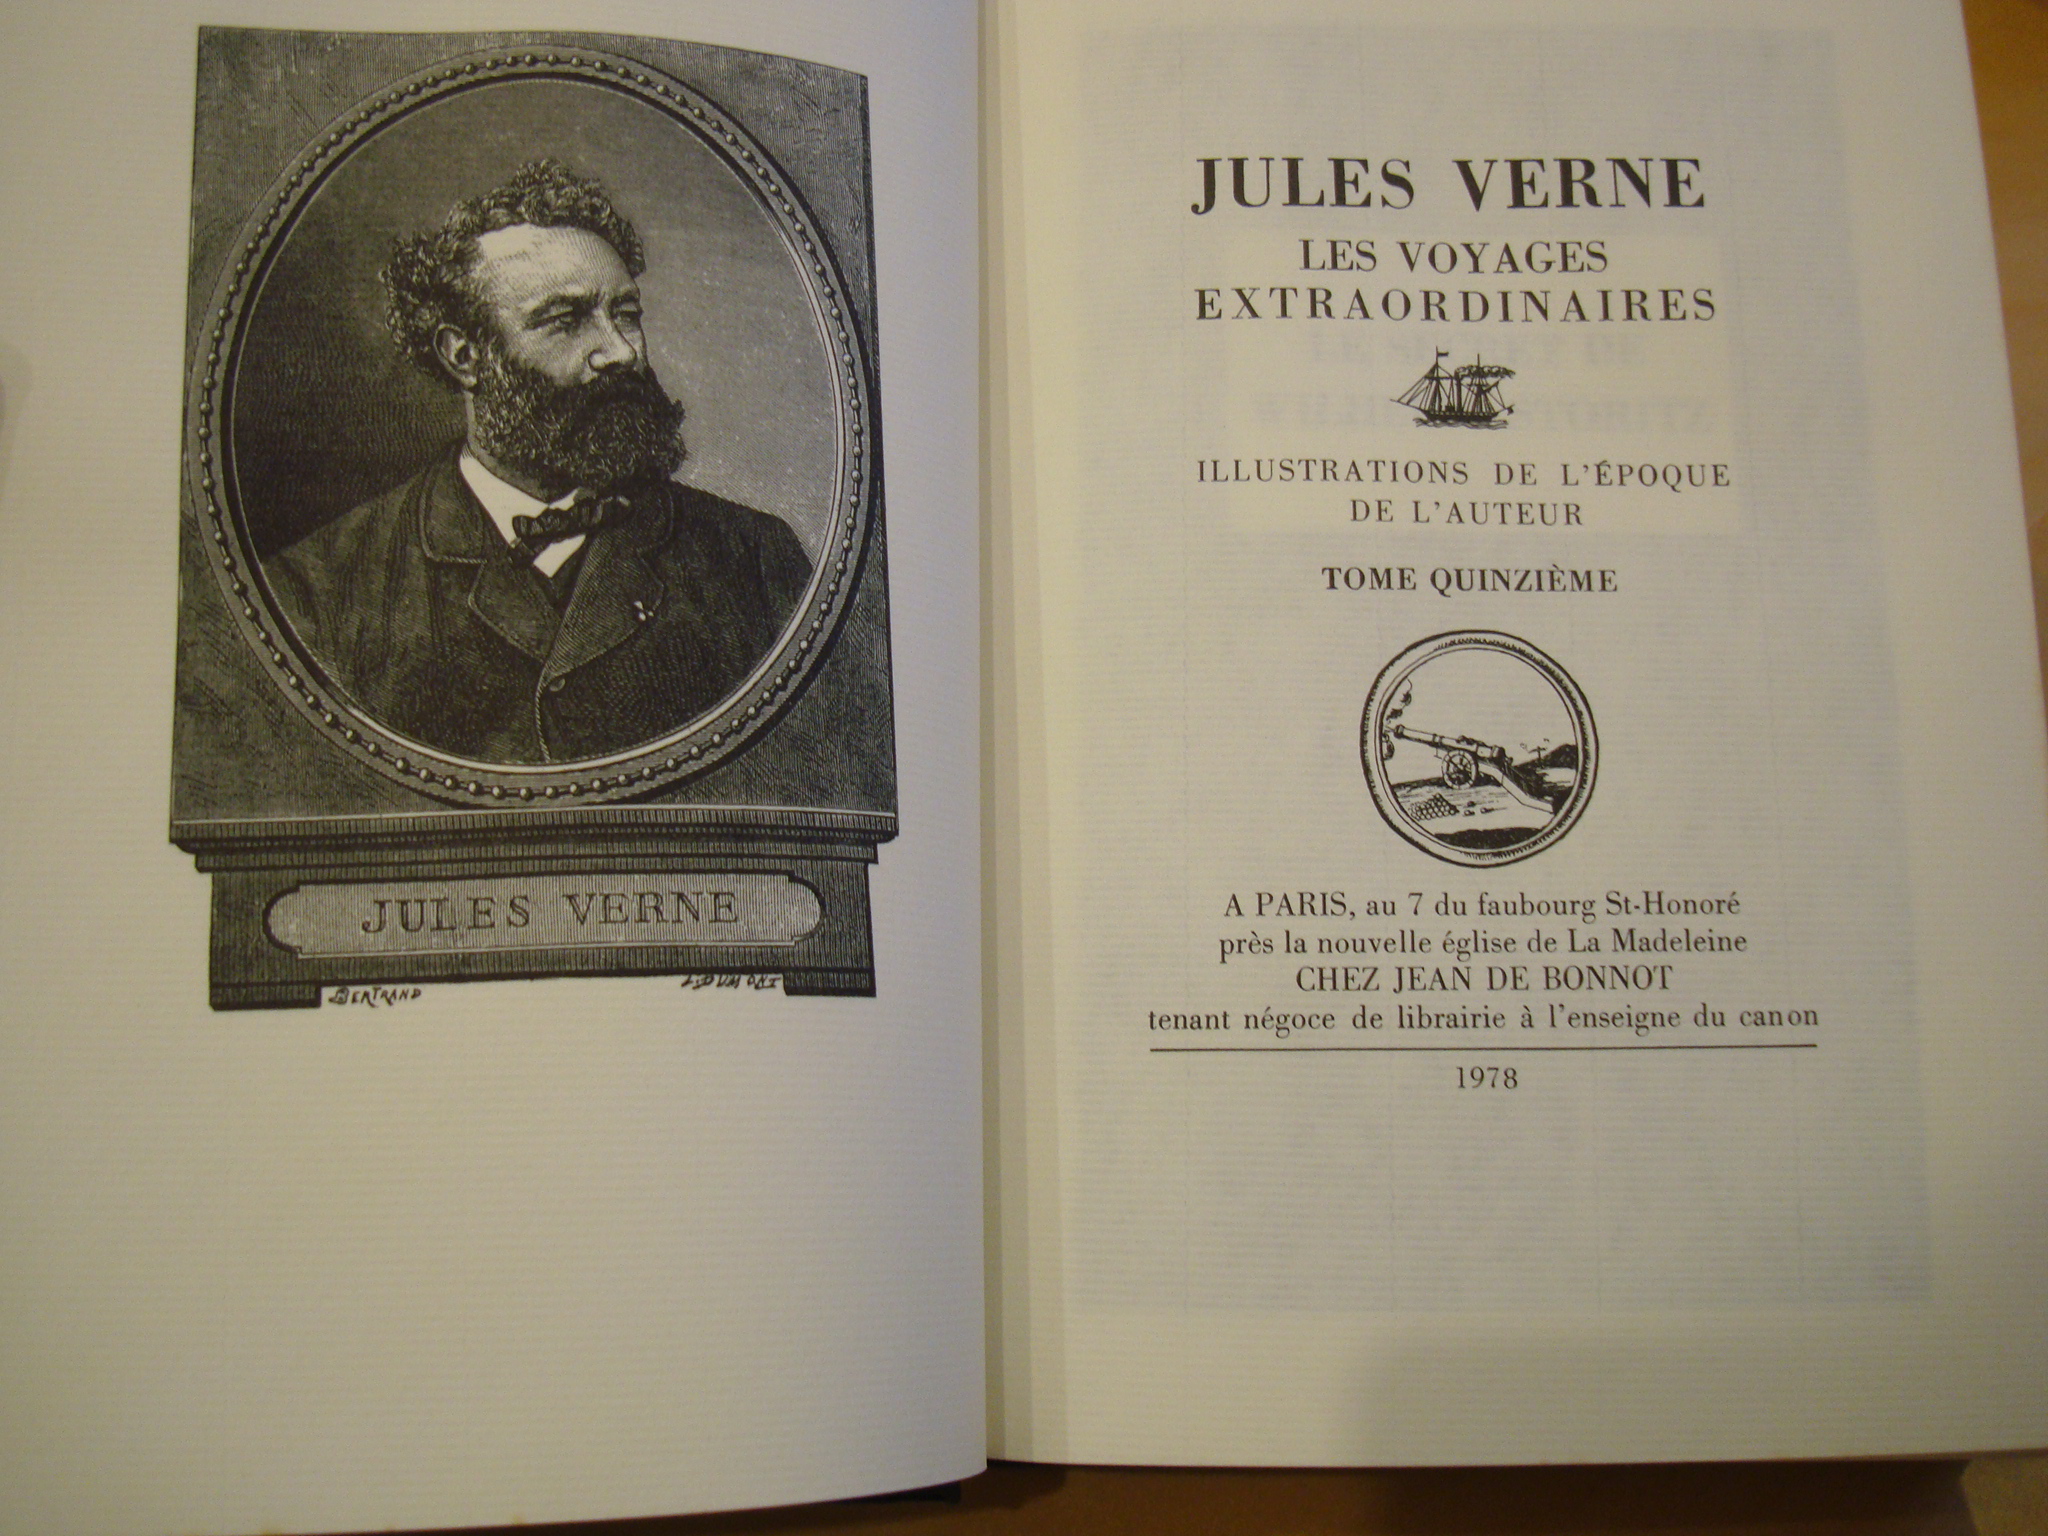 JULES VERNE
BERTRAND
L. DUMONT
JULES VERNE
LES VOYAGES
EXTRAORDINAIRES
ILLUSTRATIONS DE L'ÉPOQUE
DE L'AUTEUR
TOME QUINZIÈME
A PARIS, au 7 du faubourg St-Honoré
près la nouvelle église de La Madeleine
CHEZ JEAN DE BONNOT
tenant négoce de librairie à l'enseigne du canon
1978